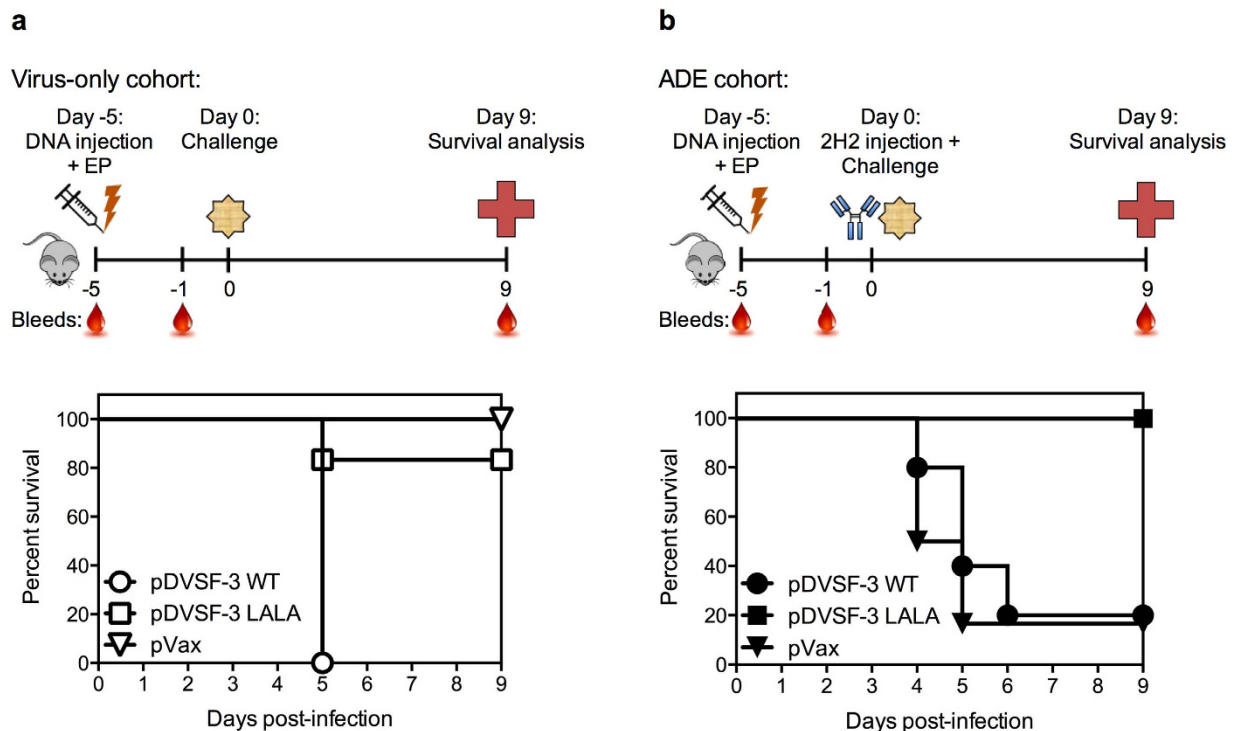 a
Virus-only cohort:
Day -5:
DNA injection
+ EP
Day 0:
Challenge
Day 9:
Survival analysis
-5
-1
0
9
Bleeds:
Percent survival
100
80
60
40
20
0
pDVSF-3 WT
pDVSF-3 LALA
pVax
0 1 2 3 4 5 6 7 8 9
Days post-infection
b
ADE cohort:
Day -5:
DNA injection
+ EP
Day 0:
2H2 injection +
Challenge
Day 9:
Survival analysis
-5
-1
0
9
Bleeds:
Percent survival
100
80
60
40
20
0
pDVSF-3 WT
pDVSF-3 LALA
pVax
0 1 2 3 4 5 6 7 8 9
Days post-infection